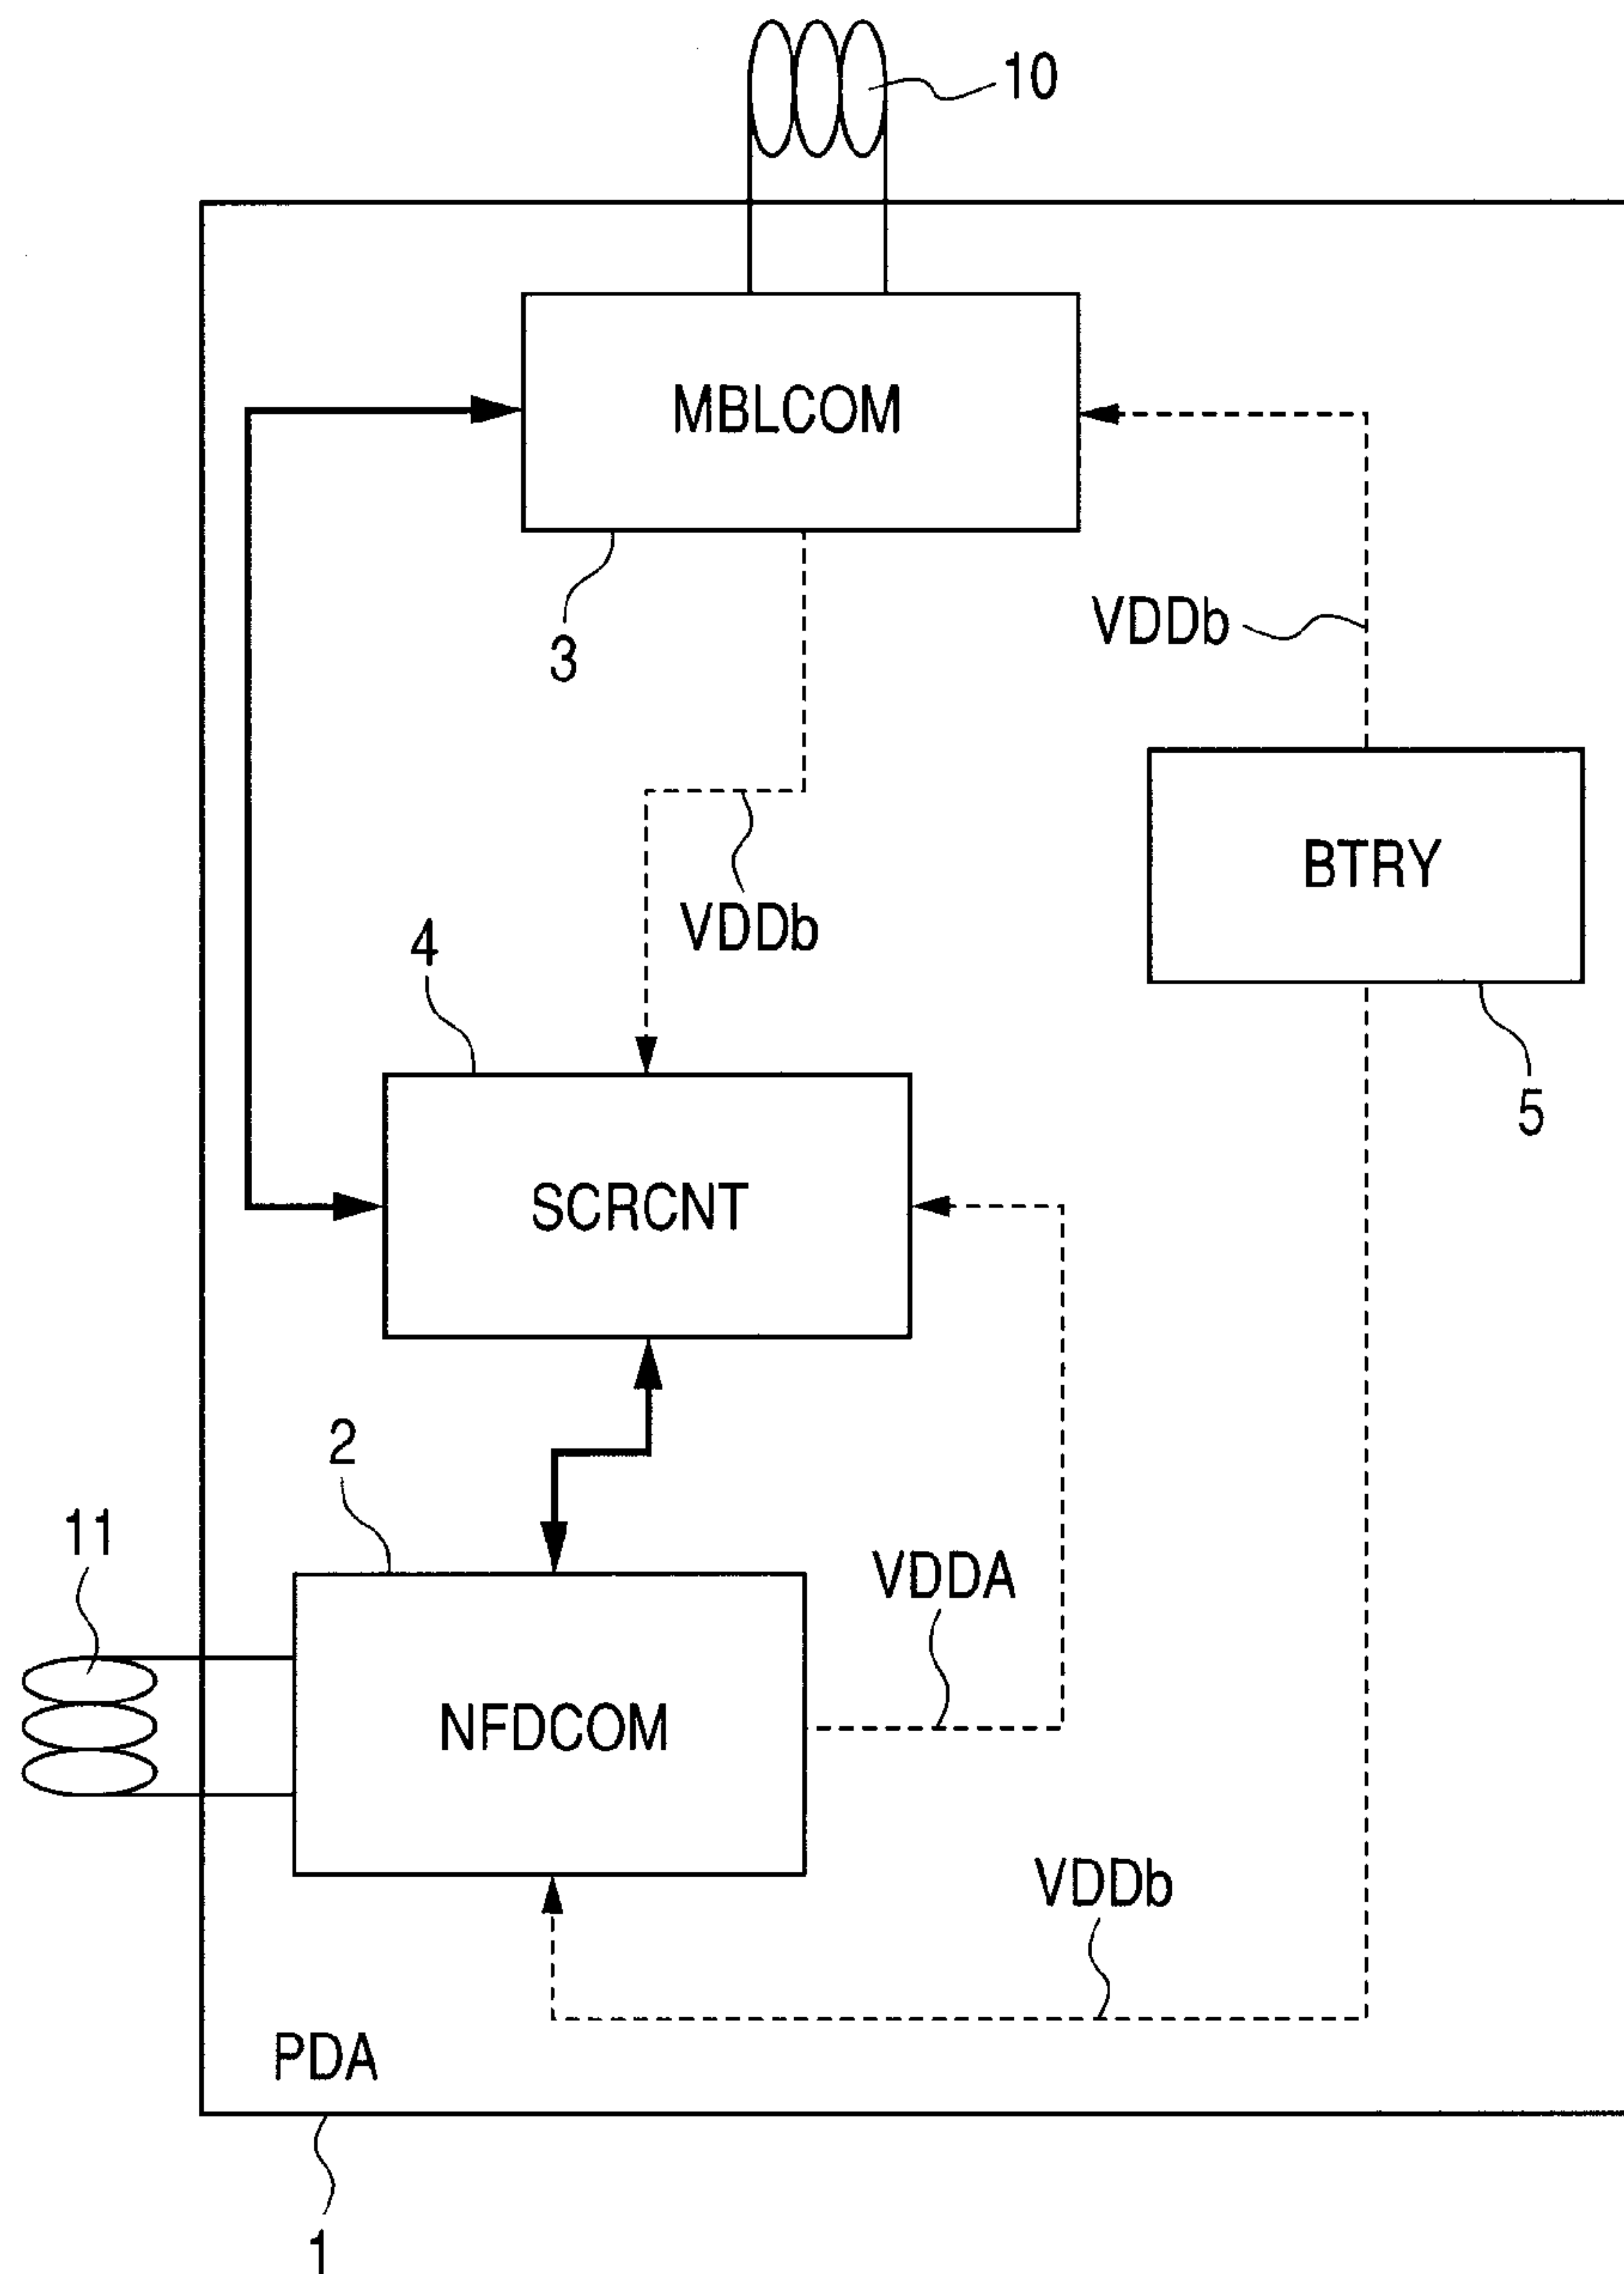 10
MBLCOM
3
VDDb
BTRY
VDDb
4
5
SCRCNT
2
11
VDDA
NFDCOM
VDDb
PDA
1